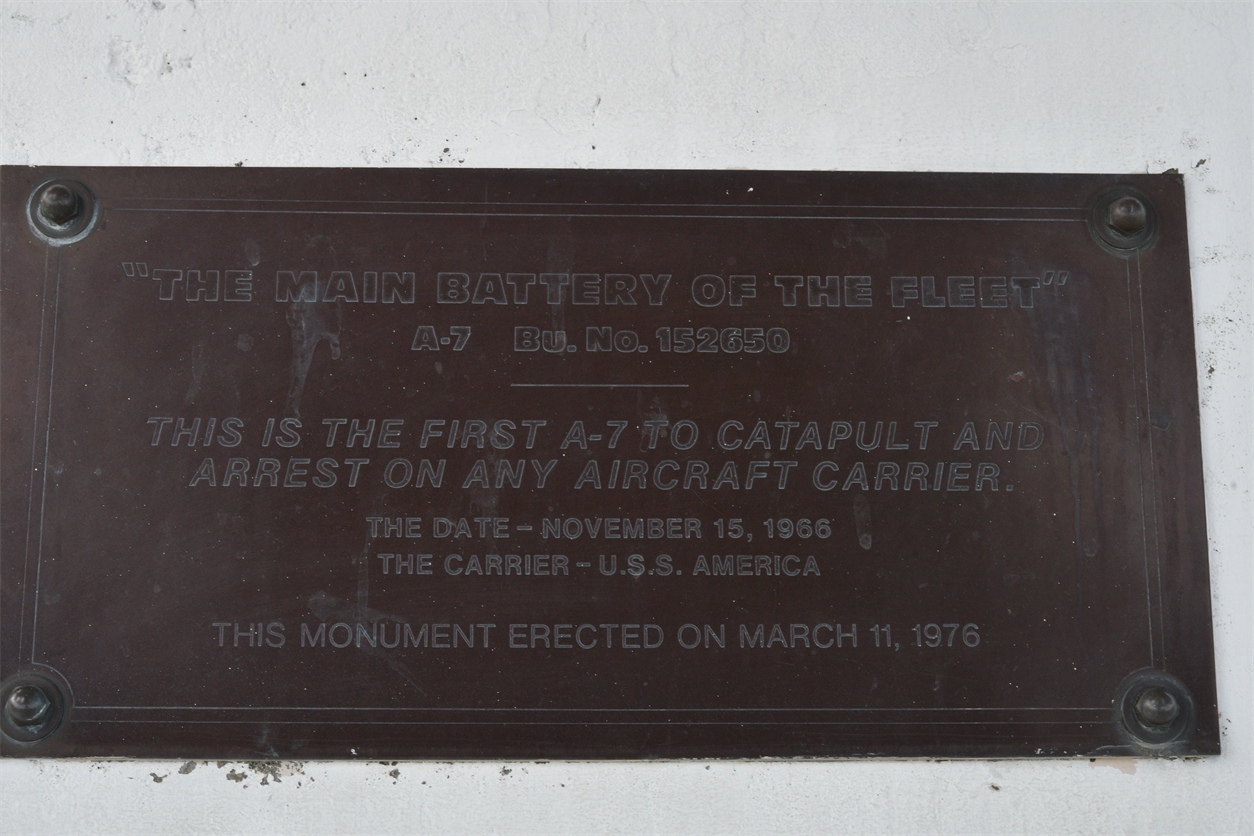 "THE MAIN BATTERY OF THE FLEET"
A-7 Bu. No. 152650
THIS IS THE FIRST A-7 TO CATAPULT AND
ARREST ON ANY AIRCRAFT CARRIER.
THE DATE - NOVEMBER 15, 1966
THE CARRIER - U.S.S. AMERICA
THIS MONUMENT ERECTED ON MARCH 11, 1976